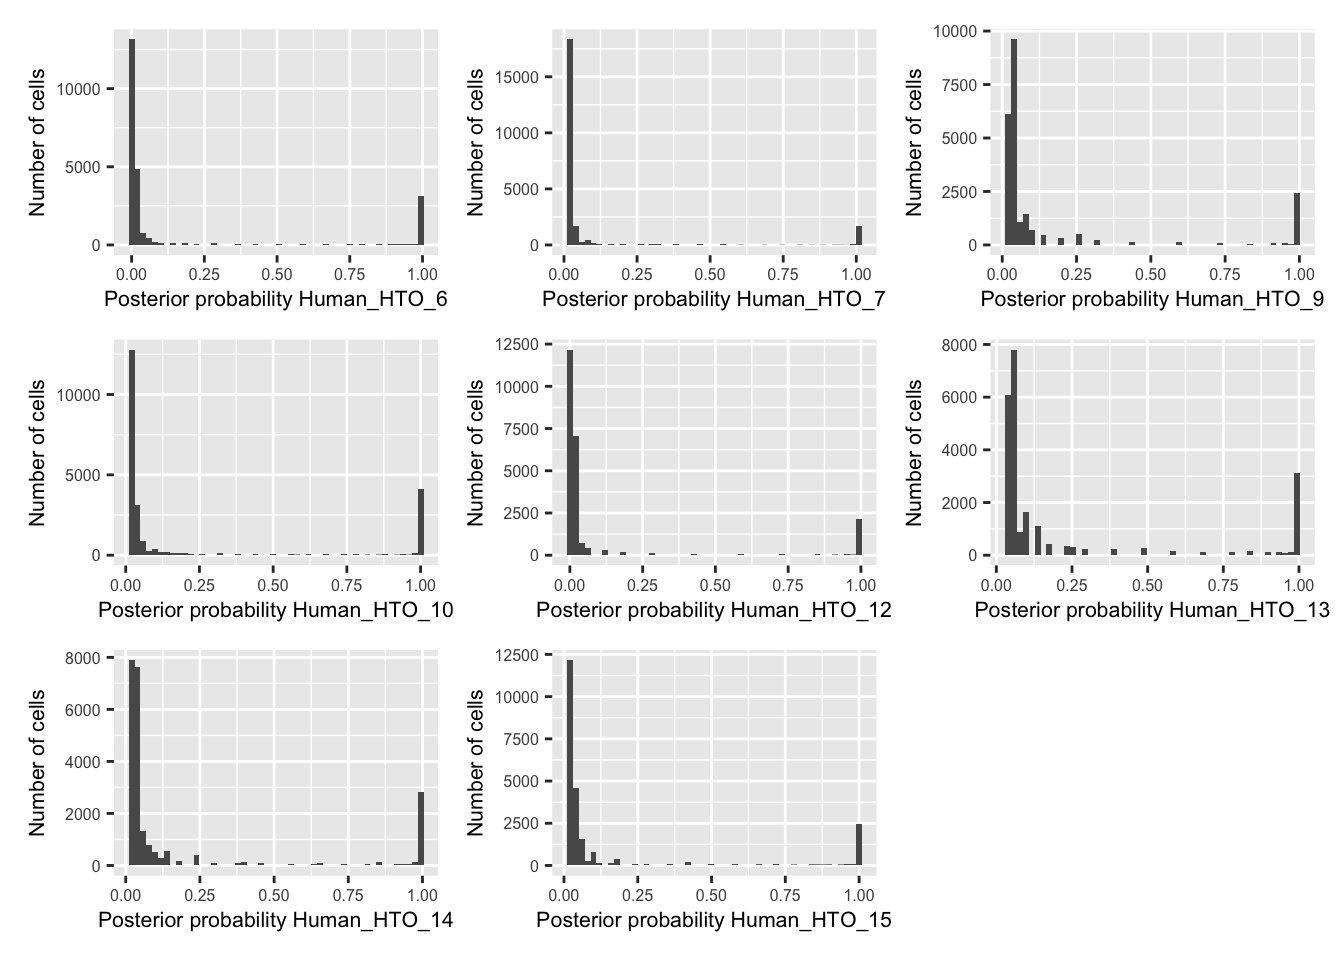 Number of cells
10000
5000
0
0.00 0.25 0.50 0.75 1.00
Posterior probability Human_HTO_6
Number of cells
15000
10000
5000
0
0.00 0.25 0.50 0.75 1.00
Posterior probability Human_HTO_7
Number of cells
10000
7500
5000
2500
0
0.00 0.25 0.50 0.75 1.00
Posterior probability Human_HTO_9
Number of cells
10000
5000
0
0.00 0.25 0.50 0.75 1.00
Posterior probability Human_HTO_10
Number of cells
12500
10000
7500
5000
2500
0
0.00 0.25 0.50 0.75 1.00
Posterior probability Human_HTO_12
Number of cells
8000
6000
4000
2000
0
0.00 0.25 0.50 0.75 1.00
Posterior probability Human_HTO_13
Number of cells
8000
6000
4000
2000
0
0.00 0.25 0.50 0.75 1.00
Posterior probability Human_HTO_14
Number of cells
12500
10000
7500
5000
2500
0
0.00 0.25 0.50 0.75 1.00
Posterior probability Human_HTO_15